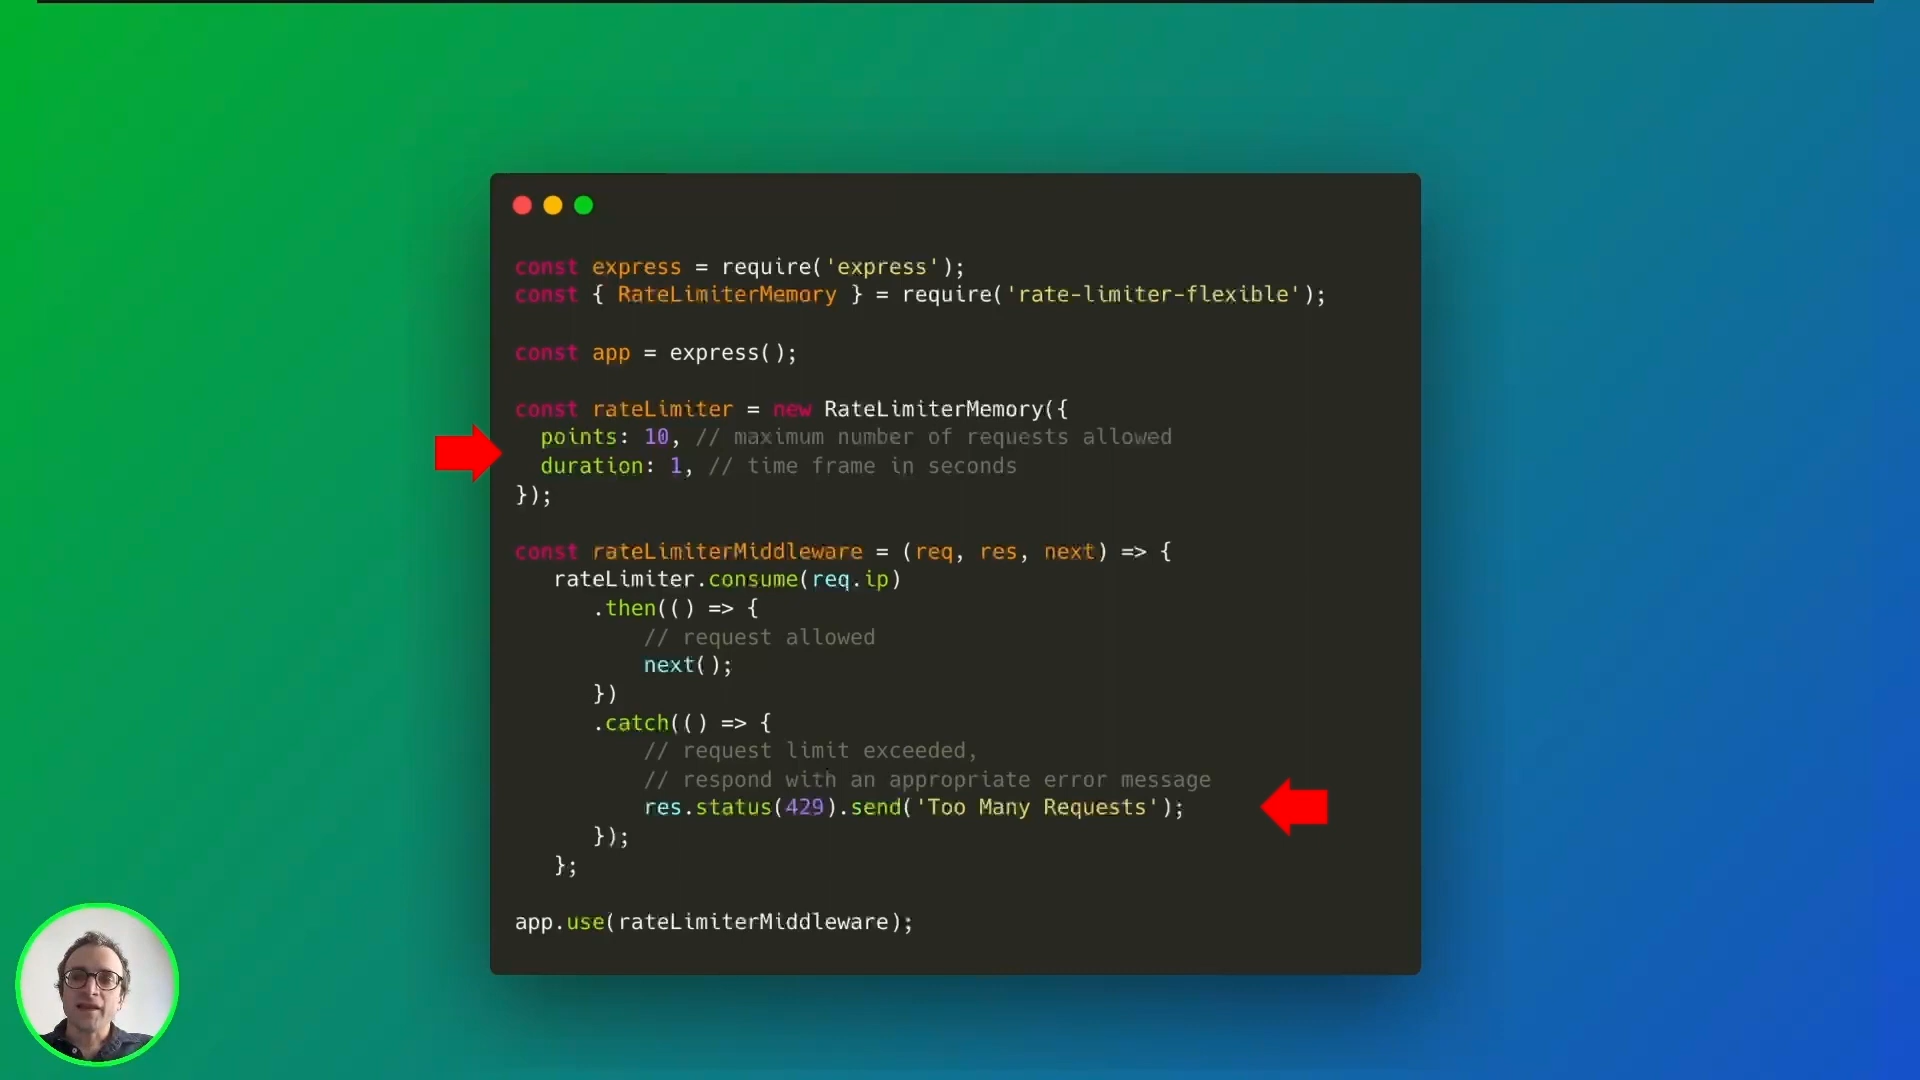 const express = require('express');
const { RateLimiterMemory } = require('rate-limiter-flexible');
const app = express();
const rateLimiter = new RateLimiterMemory({
points: 10, // maximum number of requests allowed
duration: 1, // time frame in seconds
});
const rateLimiterMiddleware = (req, res, next) => {
rateLimiter.consume(req.ip)
.then(() => {
// request allowed
next();
})
.catch(() => {
// request limit exceeded,
// respond with an appropriate error message
res.status(429).send('Too Many Requests');
});
};
app.use(rateLimiterMiddleware);